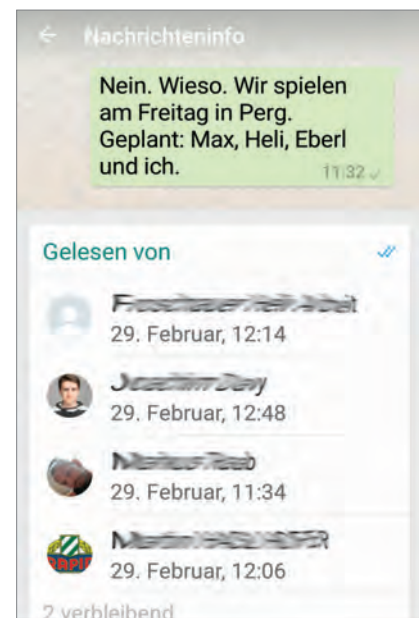 Nachrichteninfo
Nein. Wieso. Wir spielen
am Freitag in Perg.
Geplant: Max, Heli, Eberl
und ich.
11:32
Gelesen von
29. Februar, 12:14
29. Februar, 12:48
29. Februar, 11:34
RAPID
29. Februar, 12:06
2 verbleibend